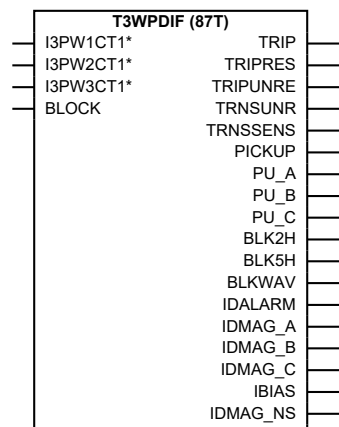 T3WPDIF (87T)
I3PW1CT1* TRIP
I3PW2CT1* TRIPRES
I3PW3CT1* TRIPUNRE
BLOCK TRNSUNR
TRNSSENS
PICKUP
PU_A
PU_B
PU_C
BLK2H
BLK5H
BLKWAV
IDALARM
IDMAG_A
IDMAG_B
IDMAG_C
IBIAS
IDMAG_NS